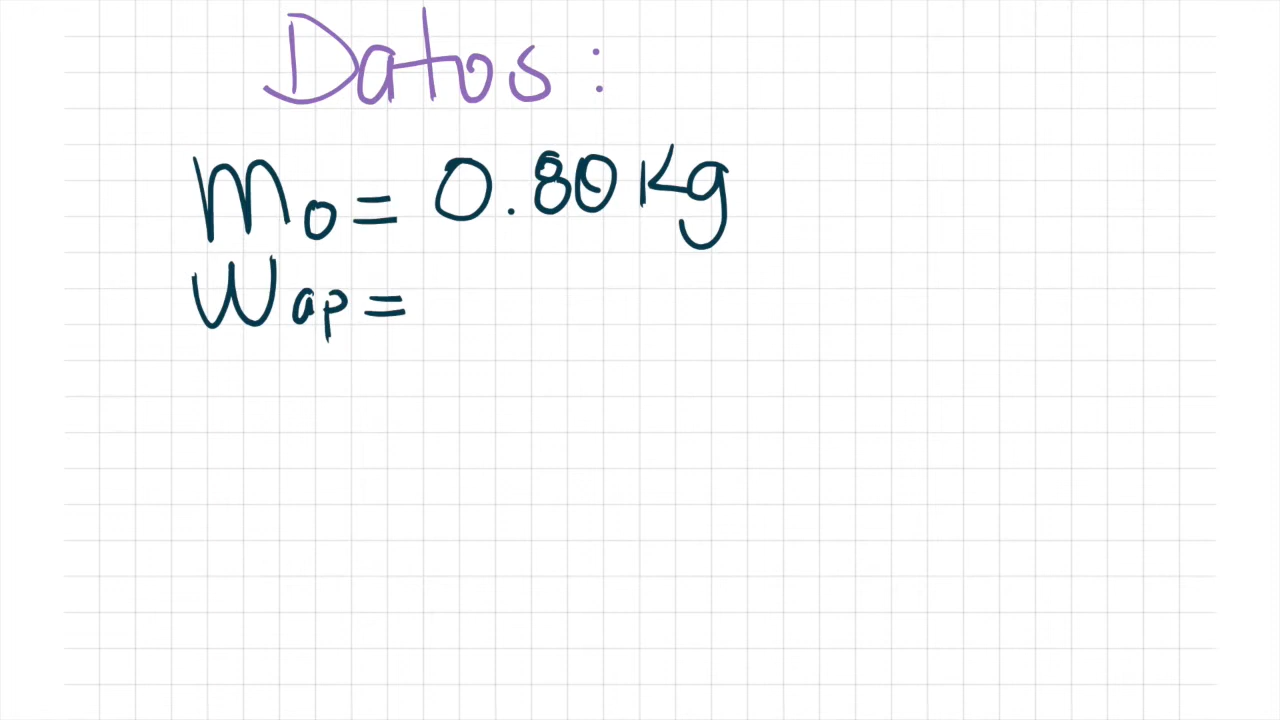 Datos:
mo = 0.80 Kg
Wap =